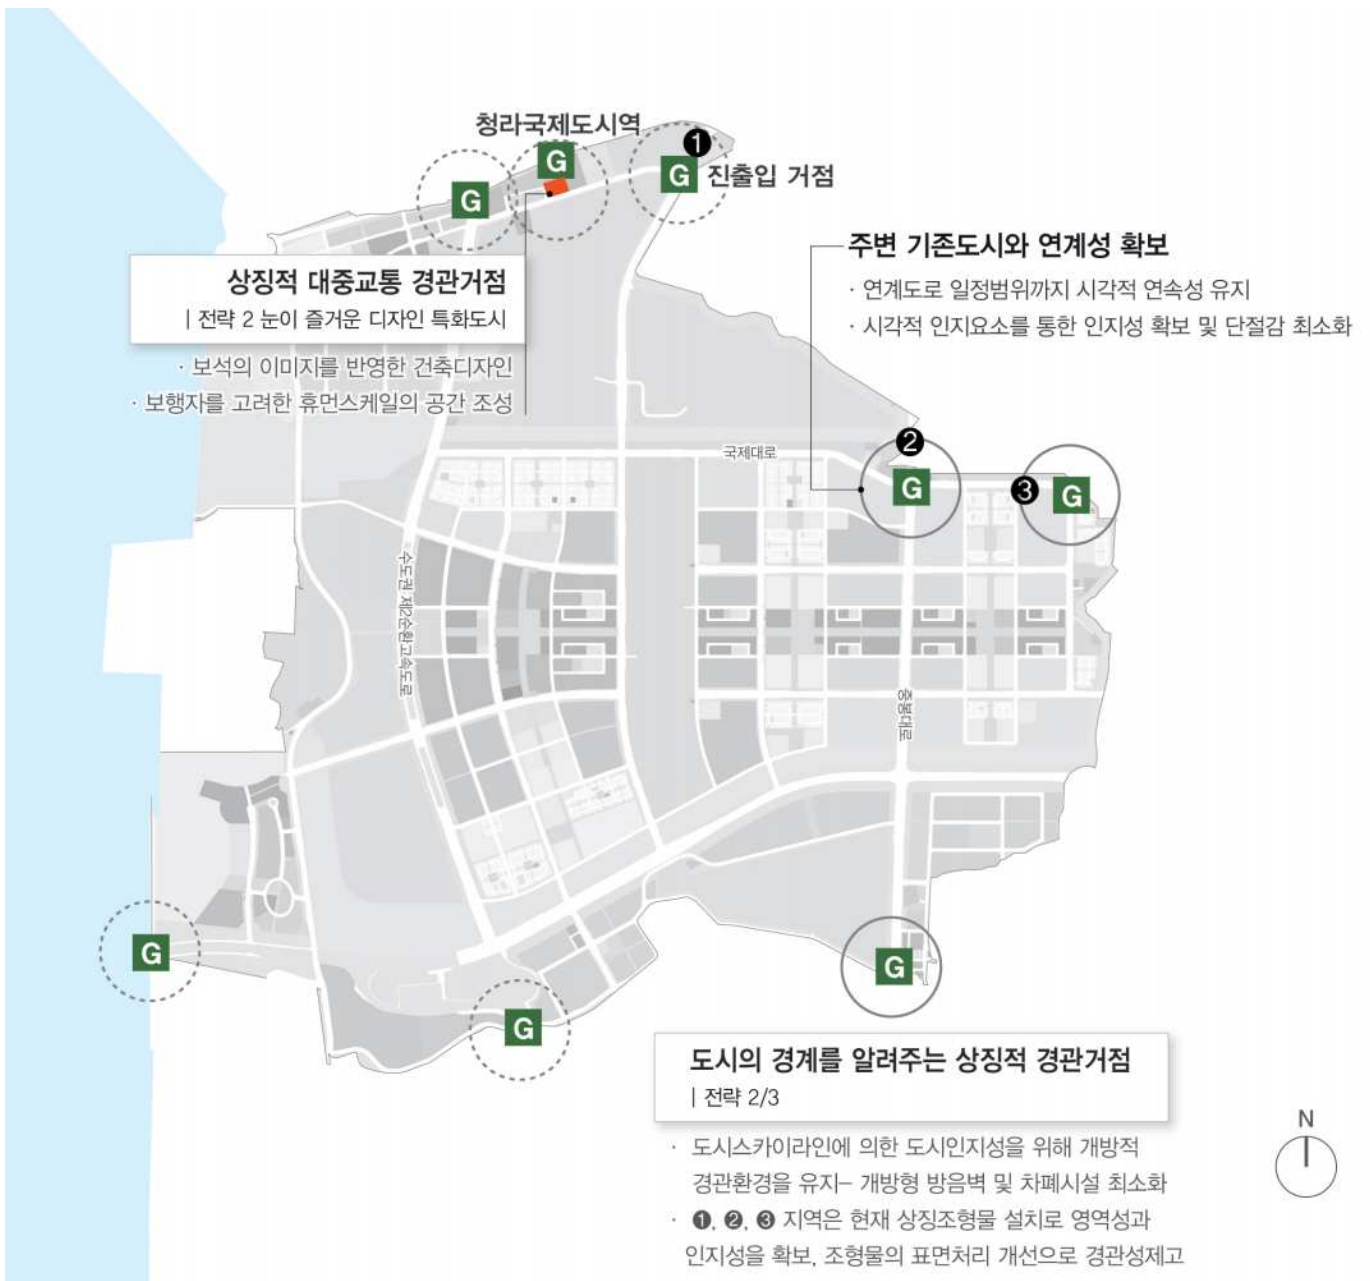 청라국제도시역
❶
G
G
G 진출입 거점
상징적 대중교통 경관거점
| 전략 2 눈이 즐거운 디자인 특화도시
· 보석의 이미지를 반영한 건축디자인
· 보행자를 고려한 휴먼스케일의 공간 조성
주변 기존도시와 연계성 확보
· 연계도로 일정범위까지 시각적 연속성 유지
· 시각적 인지요소를 통한 인지성 확보 및 단절감 최소화
국제대로
❷
G
❸
G
수도권 제2순환고속도로
중봉대로
G
G
G
도시의 경계를 알려주는 상징적 경관거점
| 전략 2/3
· 도시스카이라인에 의한 도시인지성을 위해 개방적
경관환경을 유지– 개방형 방음벽 및 차폐시설 최소화
· ❶, ❷, ❸ 지역은 현재 상징조형물 설치로 영역성과
인지성을 확보, 조형물의 표면처리 개선으로 경관성제고
N